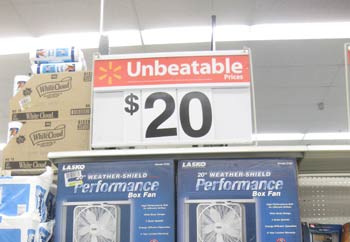 Unbeatable
Prices
$20
White Cloud
White Cloud
LASKO
20" WEATHER-SHIELD
Performance
Box Fan
LASKO
20" WEATHER-SHIELD
Performance
Box Fan